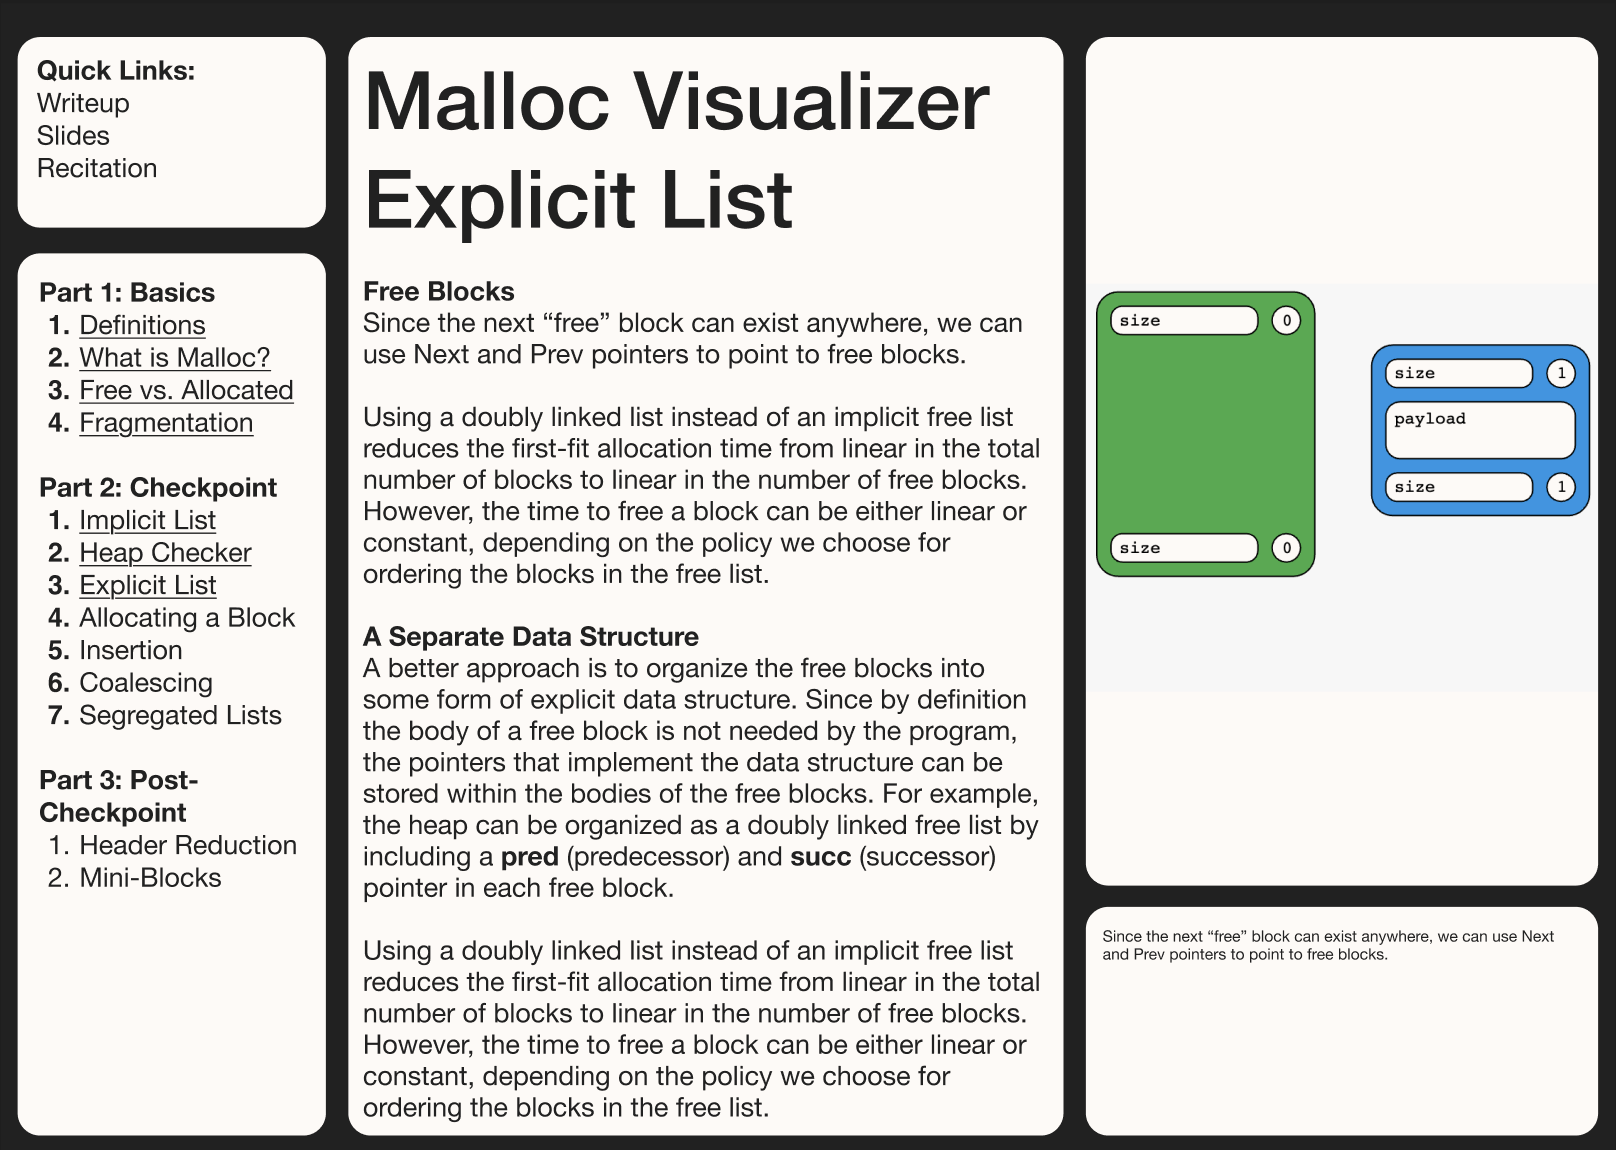 Quick Links:
Writeup
Slides
Recitation
Part 1: Basics
1. Definitions
2. What is Malloc?
3. Free vs. Allocated
4. Fragmentation
Part 2: Checkpoint
1. Implicit List
2. Heap Checker
3. Explicit List
4. Allocating a Block
5. Insertion
6. Coalescing
7. Segregated Lists
Part 3: Post-
Checkpoint
1. Header Reduction
2. Mini-Blocks
Malloc Visualizer
Explicit List
Free Blocks
Since the next “free” block can exist anywhere, we can
use Next and Prev pointers to point to free blocks.
Using a doubly linked list instead of an implicit free list
reduces the first-fit allocation time from linear in the total
number of blocks to linear in the number of free blocks.
However, the time to free a block can be either linear or
constant, depending on the policy we choose for
ordering the blocks in the free list.
A Separate Data Structure
A better approach is to organize the free blocks into
some form of explicit data structure. Since by definition
the body of a free block is not needed by the program,
the pointers that implement the data structure can be
stored within the bodies of the free blocks. For example,
the heap can be organized as a doubly linked free list by
including a pred (predecessor) and succ (successor)
pointer in each free block.
Using a doubly linked list instead of an implicit free list
reduces the first-fit allocation time from linear in the total
number of blocks to linear in the number of free blocks.
However, the time to free a block can be either linear or
constant, depending on the policy we choose for
ordering the blocks in the free list.
size 0
size 0
size 1
payload
size 1
Since the next “free” block can exist anywhere, we can use Next
and Prev pointers to point to free blocks.